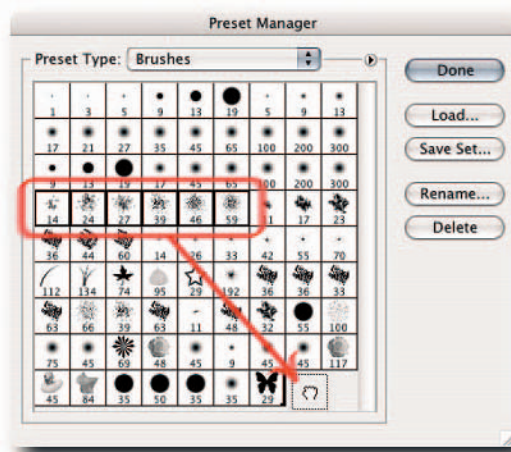 Preset Manager
Preset Type: Brushes
Done
Load...
Save Set...
Rename...
Delete
1 3 5 9 13 19 5 9 13
17 21 27 35 45 65 100 200 300
9 13 19 17 45 65 100 200 300
14 24 27 39 46 59 11 17 23
36 44 60 14 26 33 42 55 70
112 134 74 95 29 192 36 36 33
63 66 39 63 11 48 32 55 100
75 45 69 48 45 9 45 45 117
45 84 35 50 35 35 29